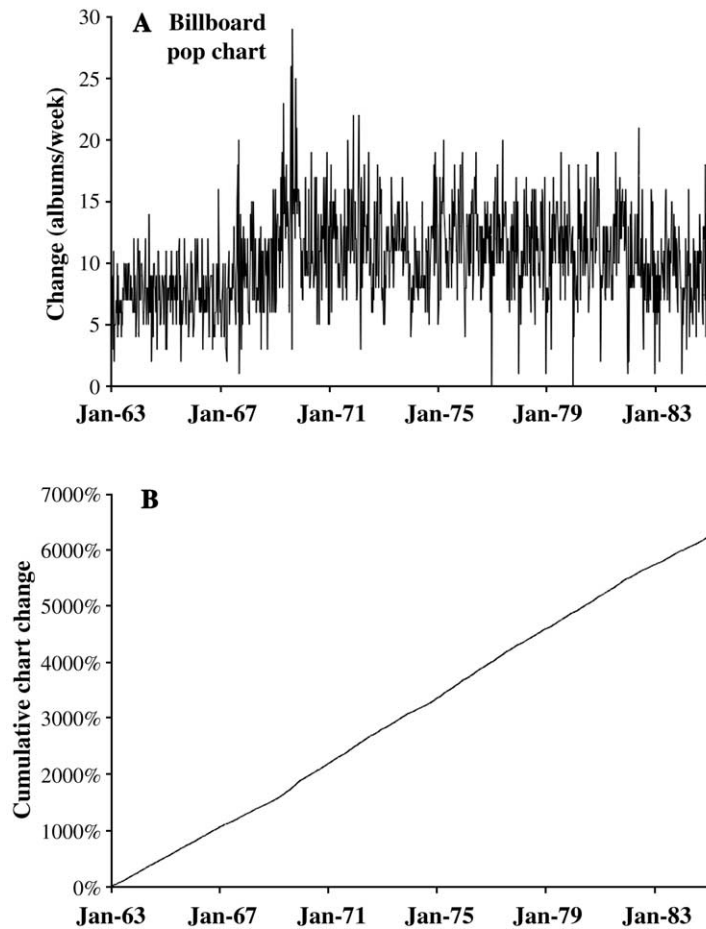 A Billboard
pop chart
Change (albums/week)
30
25
20
15
10
5
0
Jan-63 Jan-67 Jan-71 Jan-75 Jan-79 Jan-83
B
Cumulative chart change
7000%
6000%
5000%
4000%
3000%
2000%
1000%
0%
Jan-63 Jan-67 Jan-71 Jan-75 Jan-79 Jan-83